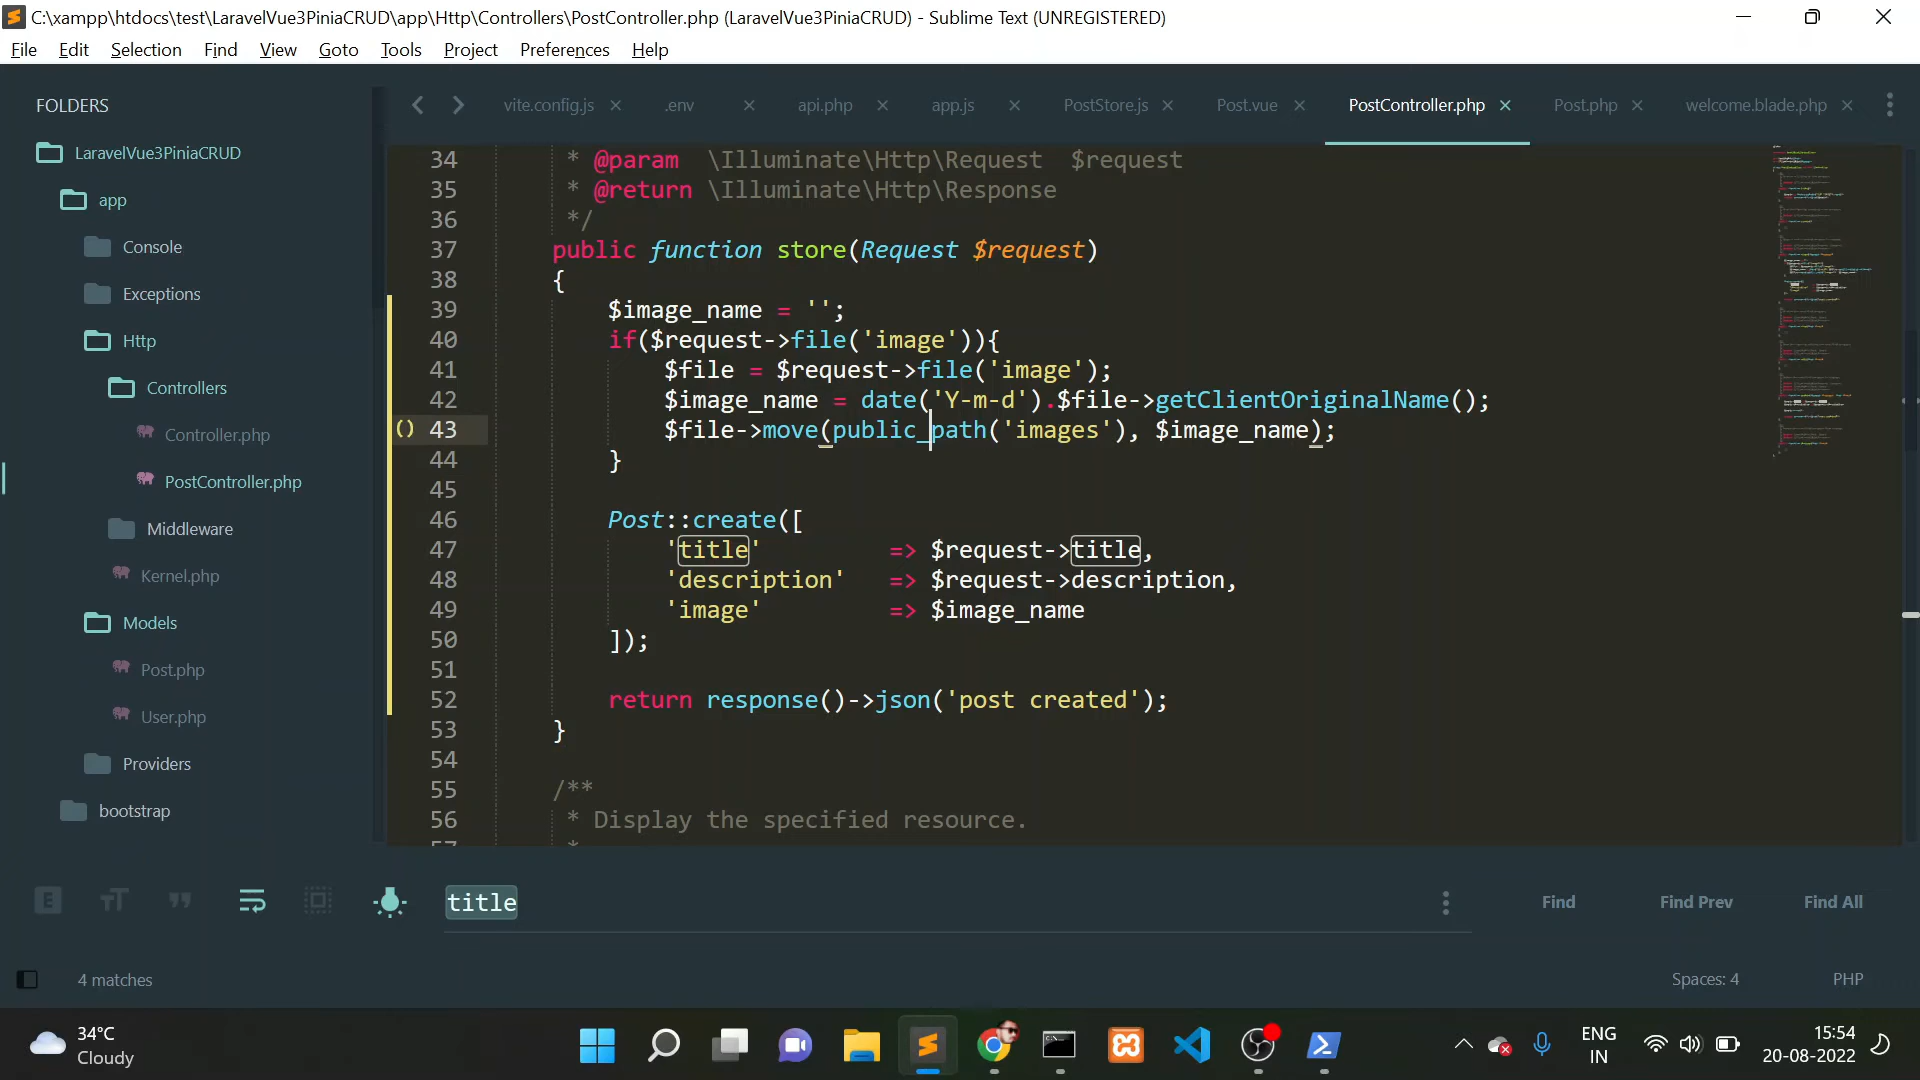 C:\xampp\htdocs\test\LaravelVue3PiniaCRUD\app\Http\Controllers\PostController.php (LaravelVue3PiniaCRUD) - Sublime Text (UNREGISTERED)
File Edit Selection Find View Goto Tools Project Preferences Help
FOLDERS
LaravelVue3PiniaCRUD
app
Console
Exceptions
Http
Controllers
Controller.php
PostController.php
Middleware
Kernel.php
Models
Post.php
User.php
Providers
bootstrap
vite.config.js .env api.php app.js PostStore.js Post.vue PostController.php Post.php welcome.blade.php
34 * @param \Illuminate\Http\Request $request
35 * @return \Illuminate\Http\Response
36 */
37 public function store(Request $request)
38 {
39 $image_name = '';
40 if($request->file('image')){
41 $file = $request->file('image');
42 $image_name = date('Y-m-d').$file->getClientOriginalName();
43 $file->move(public_path('images'), $image_name);
44 }
45
46 Post::create([
47 'title' => $request->title,
48 'description' => $request->description,
49 'image' => $image_name
50 ]);
51
52 return response()->json('post created');
53 }
54
55 /**
56 * Display the specified resource.
57 *
title
Find Find Prev Find All
4 matches
Spaces: 4 PHP
34°C
Cloudy
ENG
IN
15:54
20-08-2022